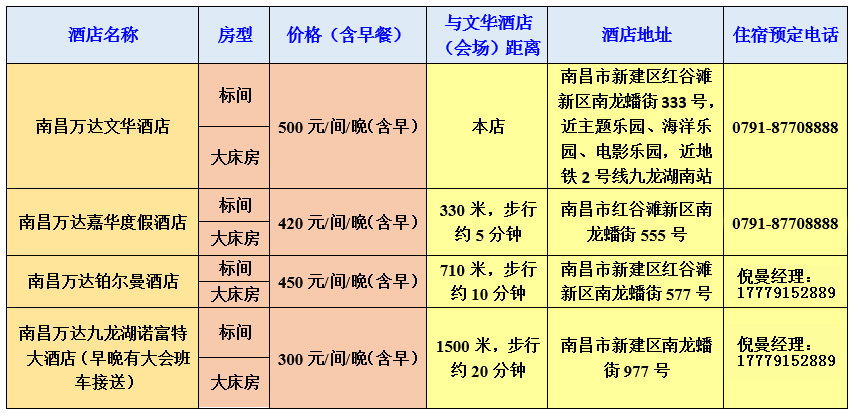 酒店名称
房型
价格（含早餐）
与文华酒店
（会场）距离
酒店地址
住宿预定电话
南昌万达文华酒店
标间
大床房
500 元/间/晚（含早）
本店
南昌市新建区红谷滩
新区南龙蟠街 333 号，
近主题乐园、海洋乐
园、电影乐园，近地
铁 2 号线九龙湖南站
0791-87708888
南昌万达嘉华度假酒店
标间
大床房
420 元/间/晚（含早）
330 米，步行
约 5 分钟
南昌市红谷滩新区南
龙蟠街 555 号
0791-87708888
南昌万达铂尔曼酒店
标间
大床房
450 元/间/晚（含早）
710 米，步行
约 10 分钟
南昌市新建区红谷滩
新区南龙蟠街 577 号
倪曼经理：
17779152889
南昌万达九龙湖诺富特
大酒店（早晚有大会班
车接送）
标间
大床房
300 元/间/晚（含早）
1500 米，步行
约 20 分钟
南昌市新建区南龙蟠
街 977 号
倪曼经理：
17779152889